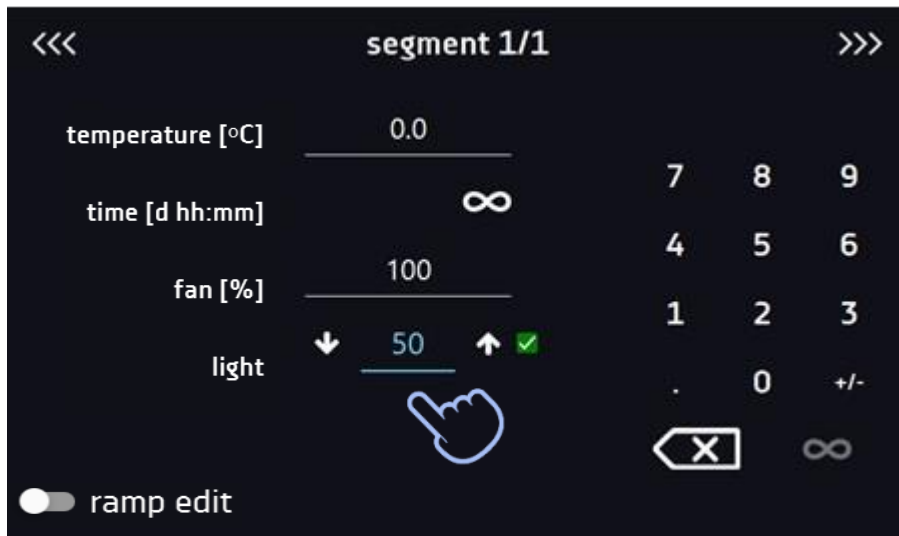 <<< segment 1/1 >>>
temperature [°C] 0.0
time [d hh:mm] ∞
fan [%] 100
light 50
7 8 9
4 5 6
1 2 3
. 0 +/-
∞
ramp edit